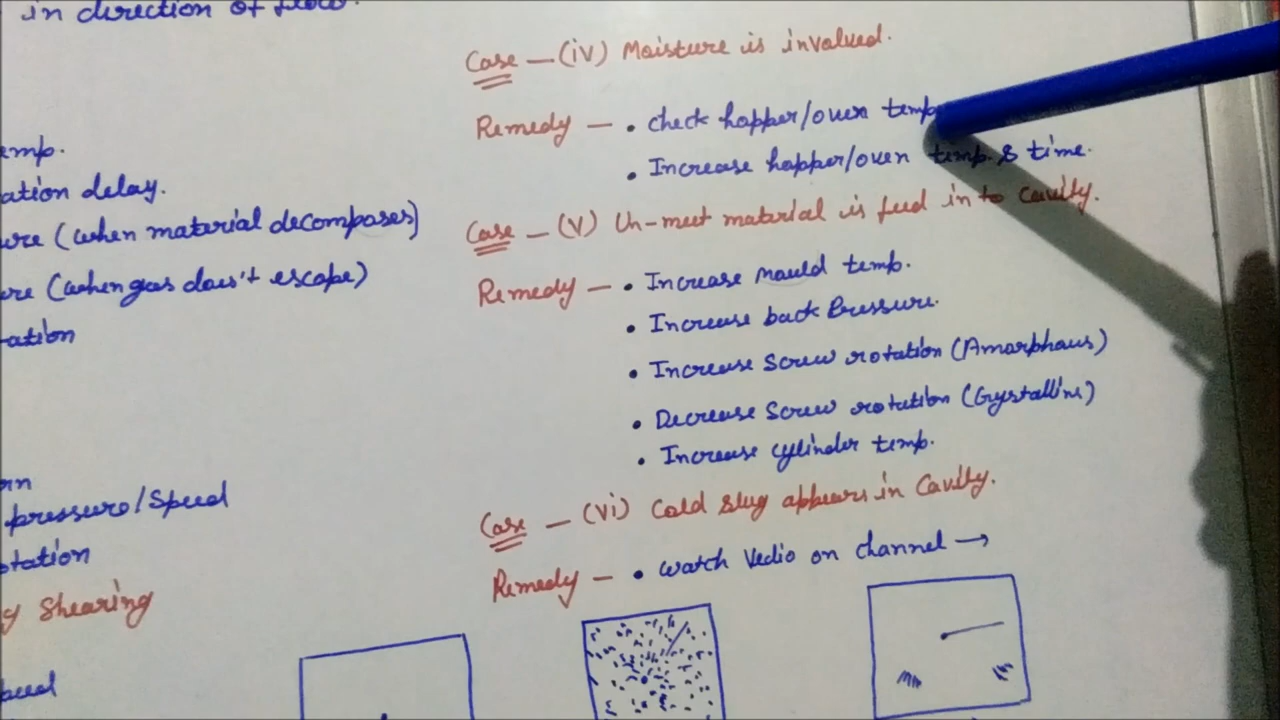 in direction of flow.
Case — (iv) Moisture is involued.
Remedy — • check hopper/oven temp
• Increase hopper/oven temp. & time.
Case — (V) Un-melt material is feed in to cavity.
Remedy — • Increase Mould temp.
• Increase back Pressure.
• Increase Screw rotation (Amorphous)
• Decrease Screw rotation (Crystalline)
• Increase cylinder temp.
Case — (Vi) Cold Slug appears in Cavity.
Remedy — • watch Vedio on channel →
emp.
ation delay.
ure (when material decomposes)
ure (when gas does't escape)
ation
pressure/Speed
otation
g Shearing